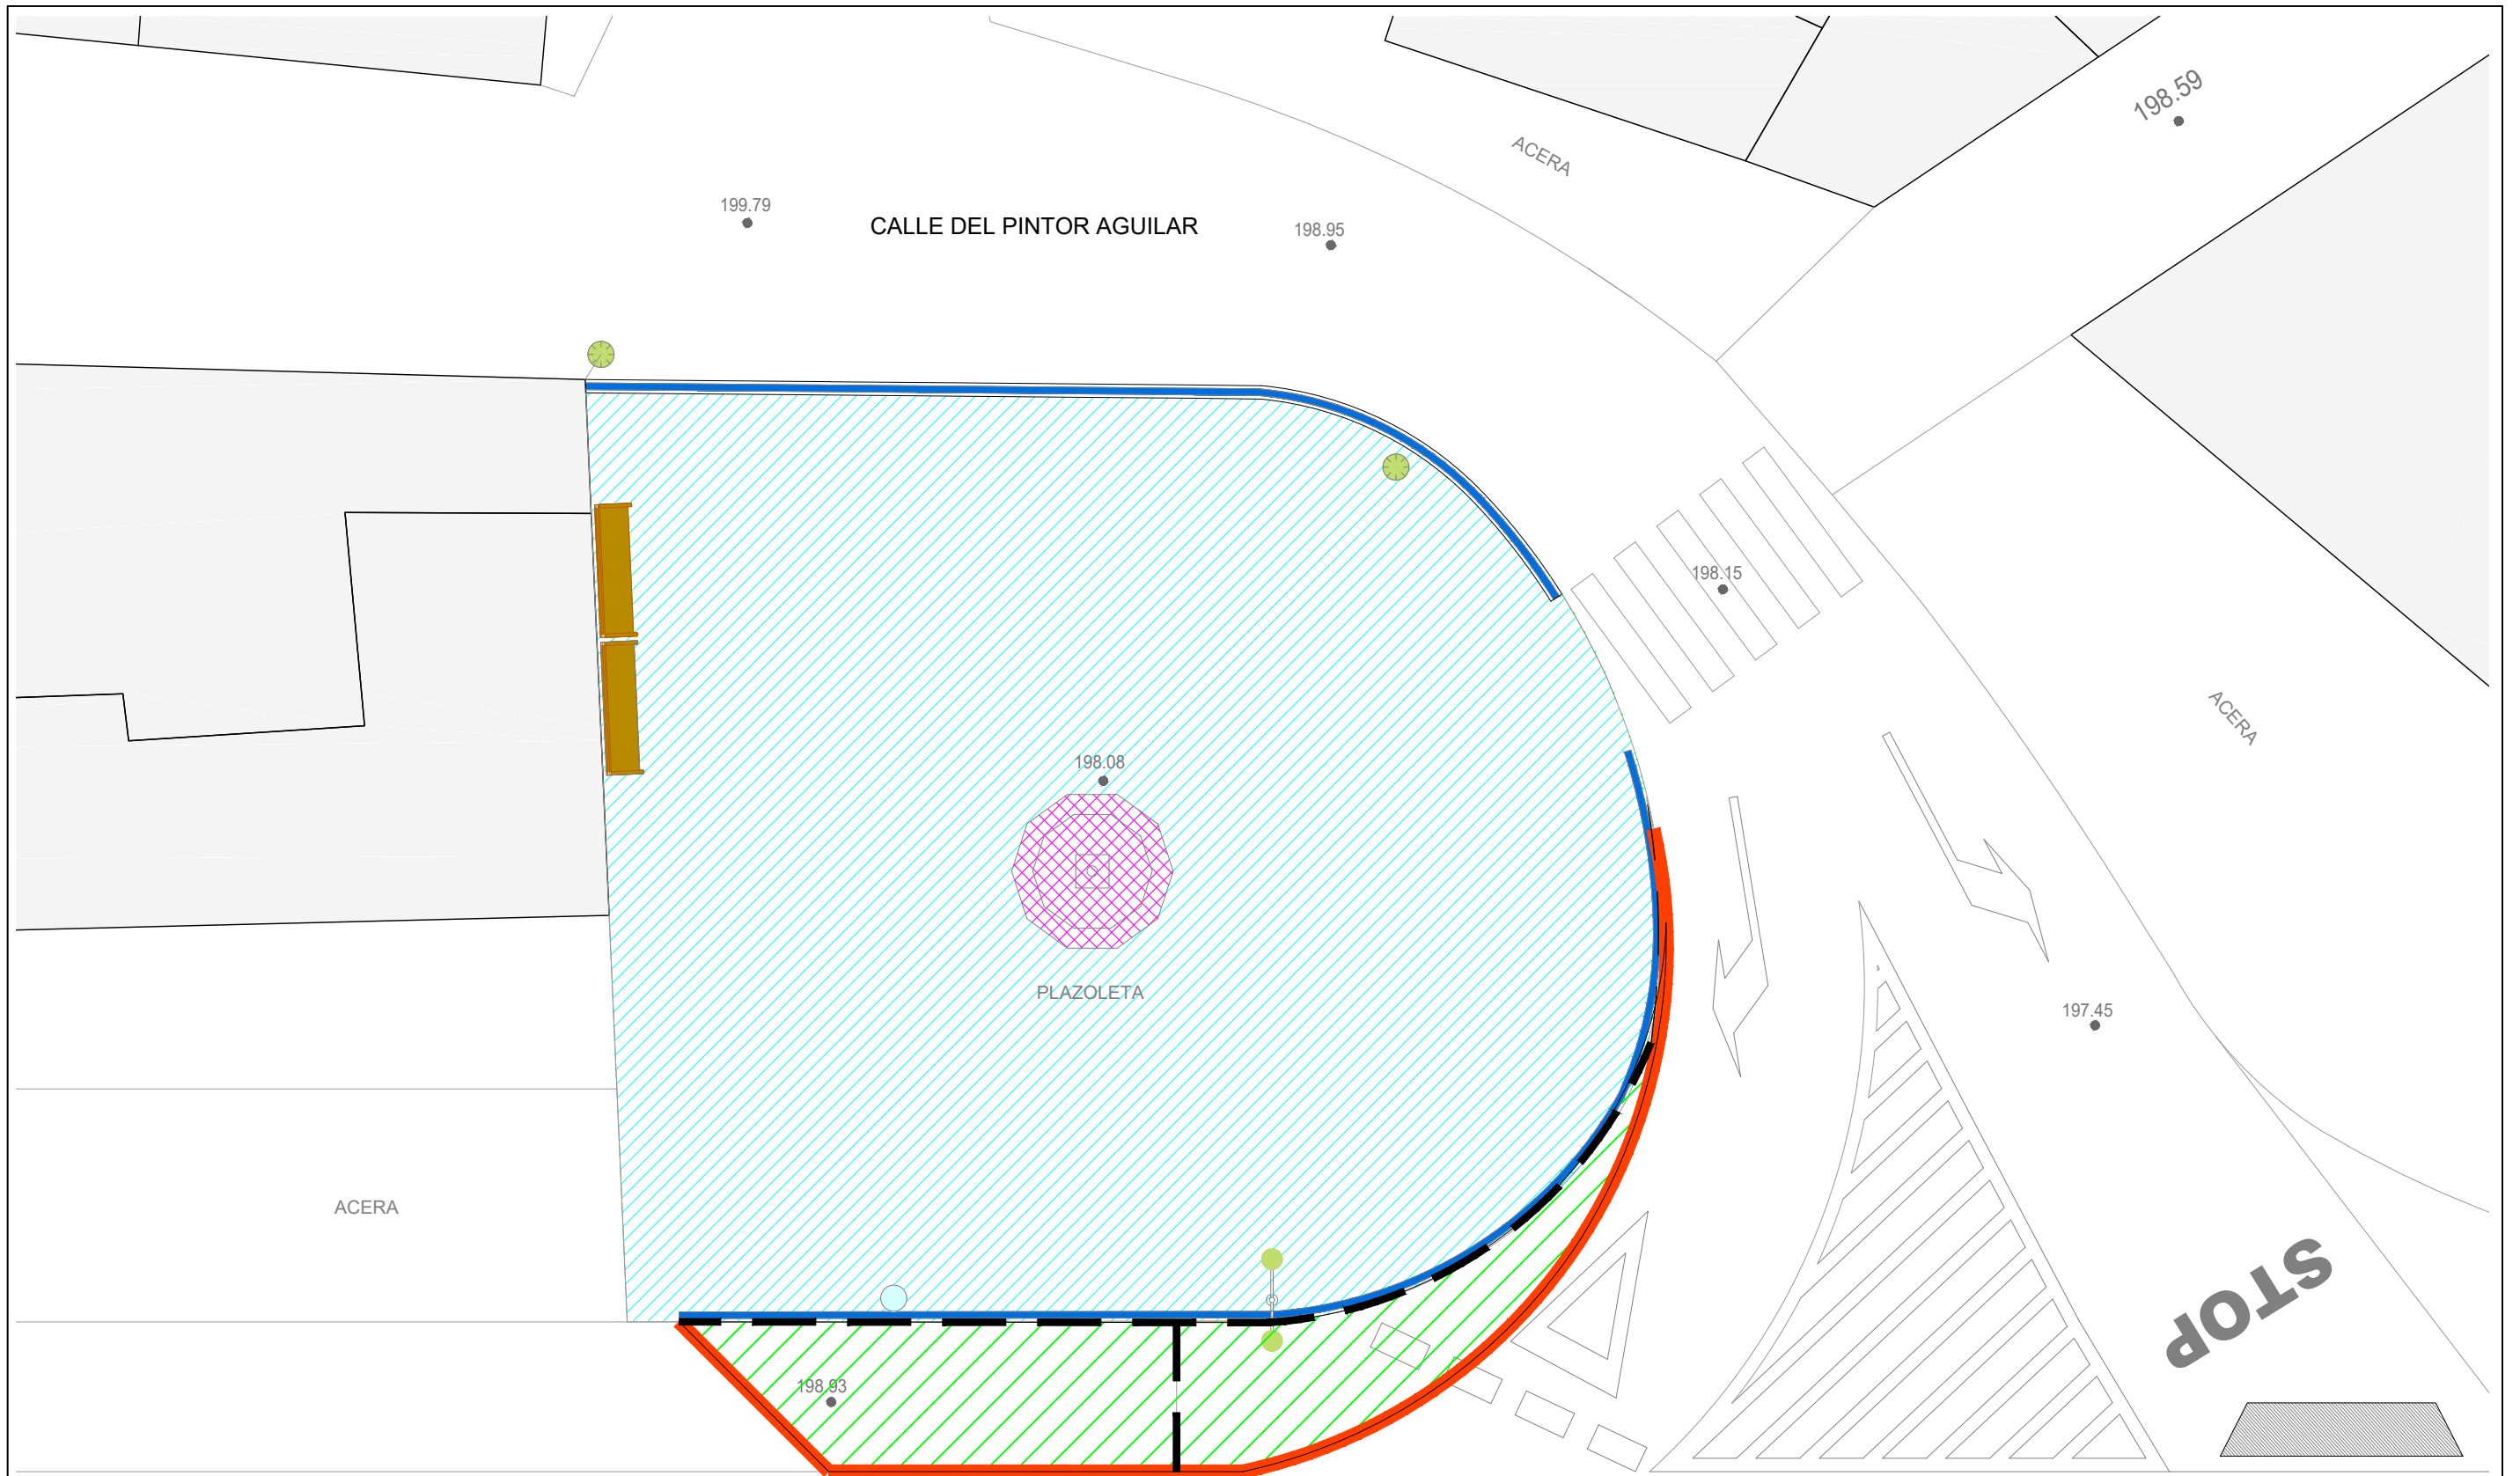 198.59
ACERA
199.79
CALLE DEL PINTOR AGUILAR
198.95
198.15
ACERA
198.08
PLAZOLETA
197.45
ACERA
STOP
198.93